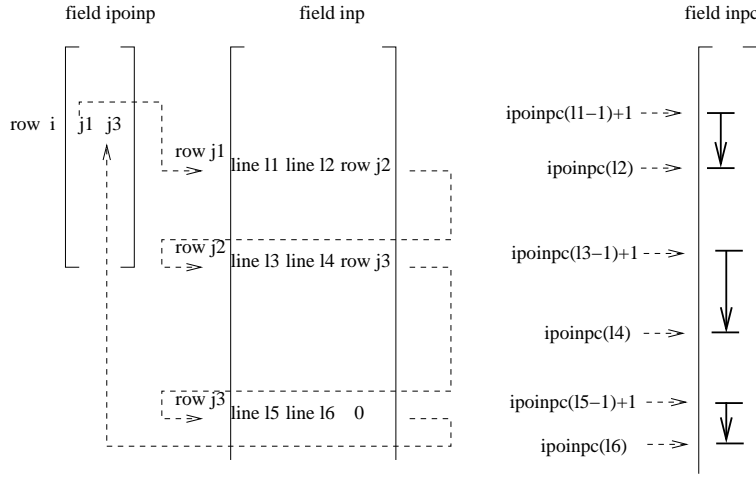 field ipoinp
field inp
field inpc
row i j1 j3
ipoinpc(l1−1)+1
row j1
line l1 line l2 row j2
ipoinpc(l2)
row j2
line l3 line l4 row j3
ipoinpc(l3−1)+1
ipoinpc(l4)
row j3
line l5 line l6 0
ipoinpc(l5−1)+1
ipoinpc(l6)